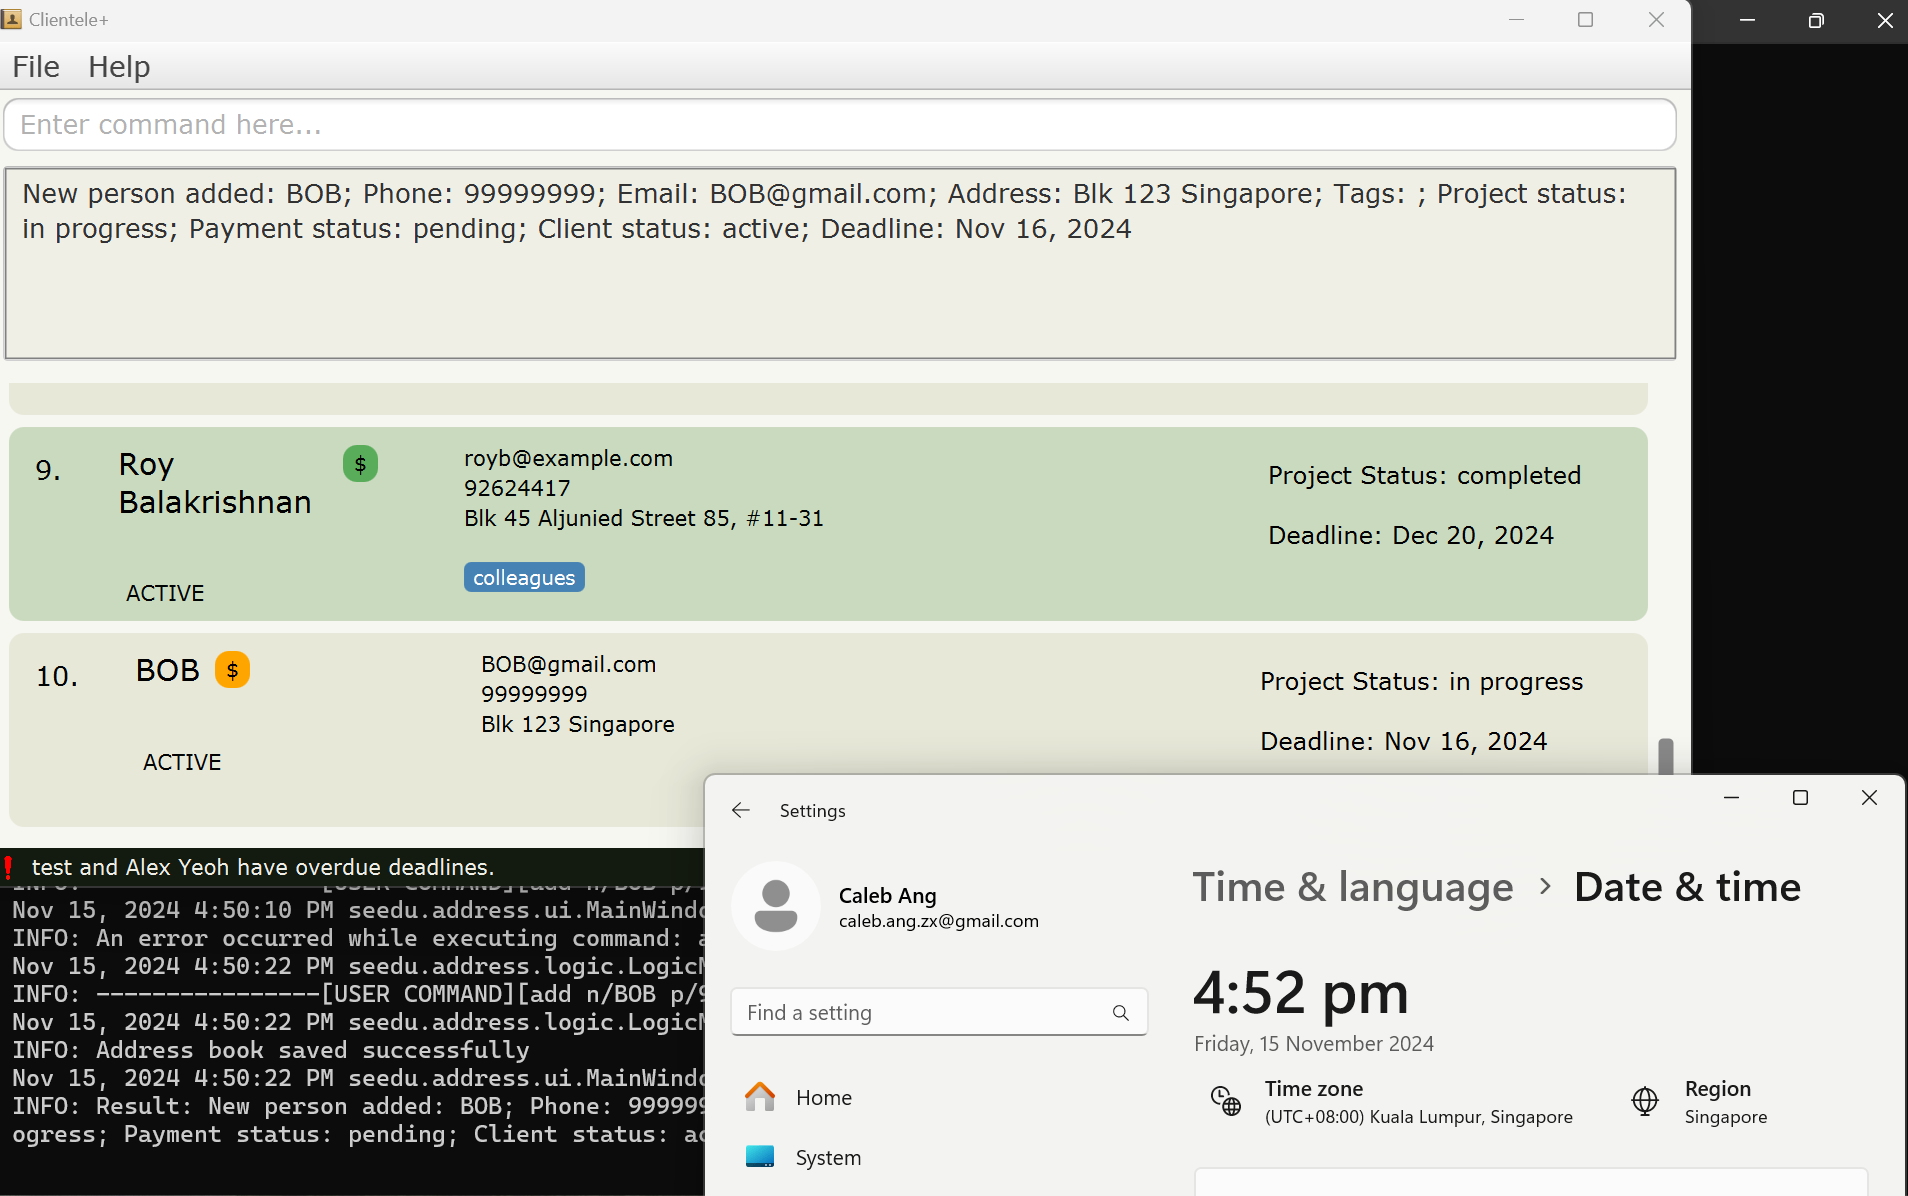 Clientele+
File Help
Enter command here...
New person added: BOB; Phone: 99999999; Email: BOB@gmail.com; Address: Blk 123 Singapore; Tags: ; Project status:
in progress; Payment status: pending; Client status: active; Deadline: Nov 16, 2024
9. Roy Balakrishnan $
ACTIVE
royb@example.com
92624417
Blk 45 Aljunied Street 85, #11-31
colleagues
Project Status: completed
Deadline: Dec 20, 2024
10. BOB $
ACTIVE
BOB@gmail.com
99999999
Blk 123 Singapore
Project Status: in progress
Deadline: Nov 16, 2024
test and Alex Yeoh have overdue deadlines.
INFO: [USER COMMAND][add n/BOB p/
Nov 15, 2024 4:50:10 PM seedu.address.ui.MainWind
INFO: An error occurred while executing command: a
Nov 15, 2024 4:50:22 PM seedu.address.logic.Logic
INFO: ----------------[USER COMMAND][add n/BOB p/9
Nov 15, 2024 4:50:22 PM seedu.address.logic.Logic
INFO: Address book saved successfully
Nov 15, 2024 4:50:22 PM seedu.address.ui.MainWind
INFO: Result: New person added: BOB; Phone: 99999
ogress; Payment status: pending; Client status: a
Settings
Caleb Ang
caleb.ang.zx@gmail.com
Find a setting
Home
System
Time & language > Date & time
4:52 pm
Friday, 15 November 2024
Time zone
(UTC+08:00) Kuala Lumpur, Singapore
Region
Singapore